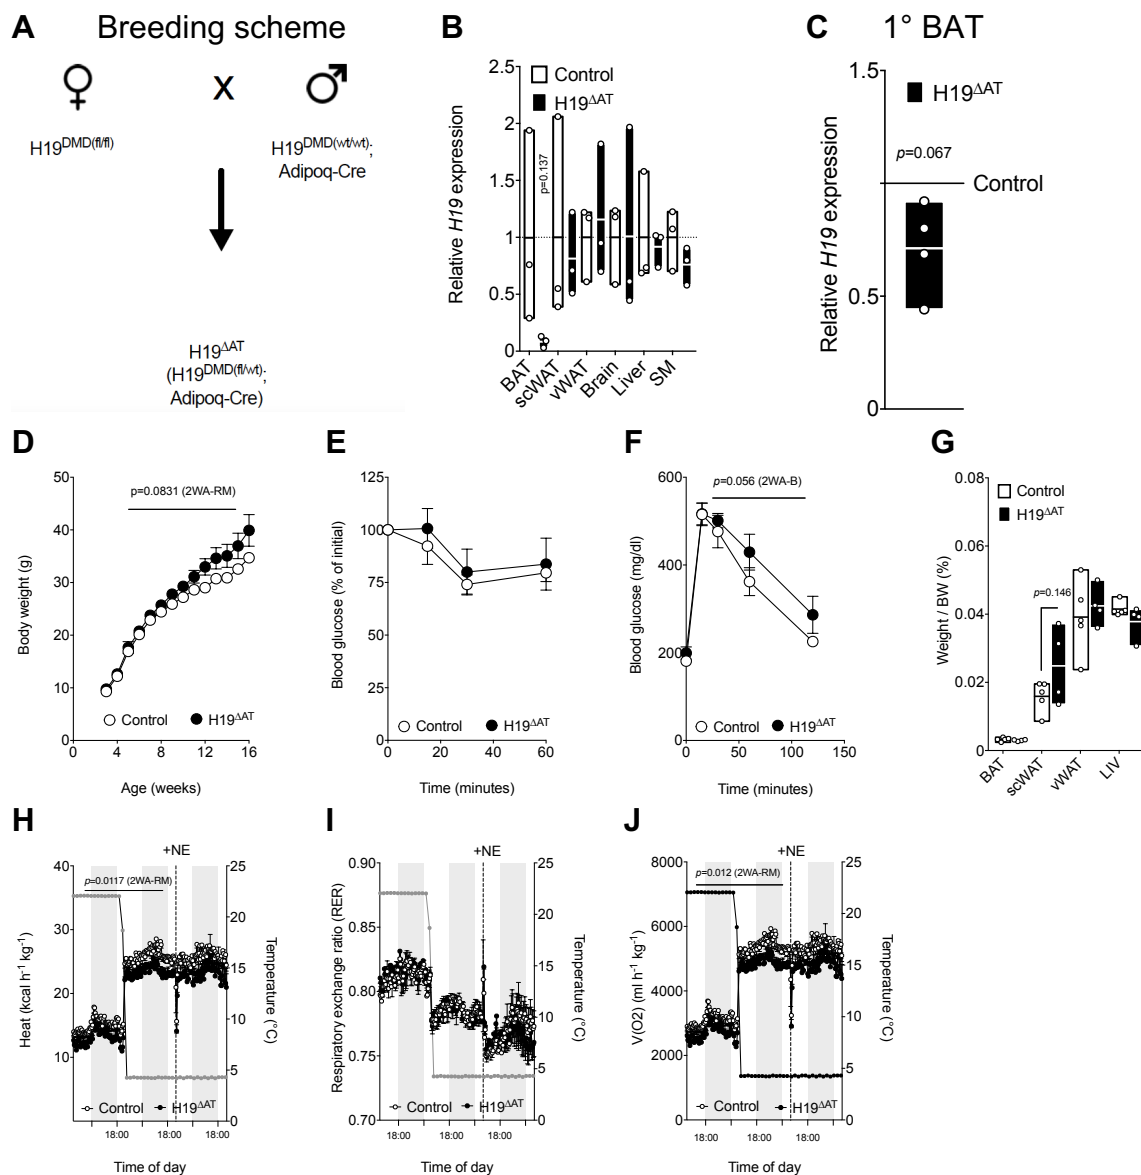 A Breeding scheme
♀ X ♂
H19DMD(fl/fl)
H19DMD(wt/wt);
Adipoq-Cre
H19ΔAT
(H19DMD(fl/wt);
Adipoq-Cre)
B
Control
H19ΔAT
Relative H19 expression
2.5
2
1.5
1
0.5
0
p=0.137
BAT
scWAT
vWAT
Brain
Liver
SM
C 1° BAT
H19ΔAT
p=0.067
Control
Relative H19 expression
1.5
1
0.5
0
D
p=0.0831 (2WA-RM)
Body weight (g)
50
40
30
20
10
0
Control H19ΔAT
0 4 8 12 16
Age (weeks)
E
Blood glucose (% of initial)
125
100
75
50
25
0
Control H19ΔAT
0 20 40 60
Time (minutes)
F
p=0.056 (2WA-B)
Blood glucose (mg/dl)
600
400
200
0
Control H19ΔAT
0 50 100 150
Time (minutes)
G
Control
H19ΔAT
p=0.146
Weight / BW (%)
0.08
0.06
0.04
0.02
0
BAT
scWAT
vWAT
LIV
H
+NE
p=0.0117 (2WA-RM)
Heat (kcal h-1 kg-1)
40
30
20
10
Temperature (°C)
25
20
15
10
5
0
Control H19ΔAT
18:00 18:00 18:00
Time of day
I
+NE
Respiratory exchange ratio (RER)
0.90
0.85
0.80
0.75
0.70
Temperature (°C)
25
20
15
10
5
0
Control H19ΔAT
18:00 18:00 18:00
Time of day
J
+NE
p=0.012 (2WA-RM)
V(O2) (ml h-1 kg-1)
8000
6000
4000
2000
0
Temperature (°C)
25
20
15
10
5
0
Control H19ΔAT
18:00 18:00 18:00
Time of day